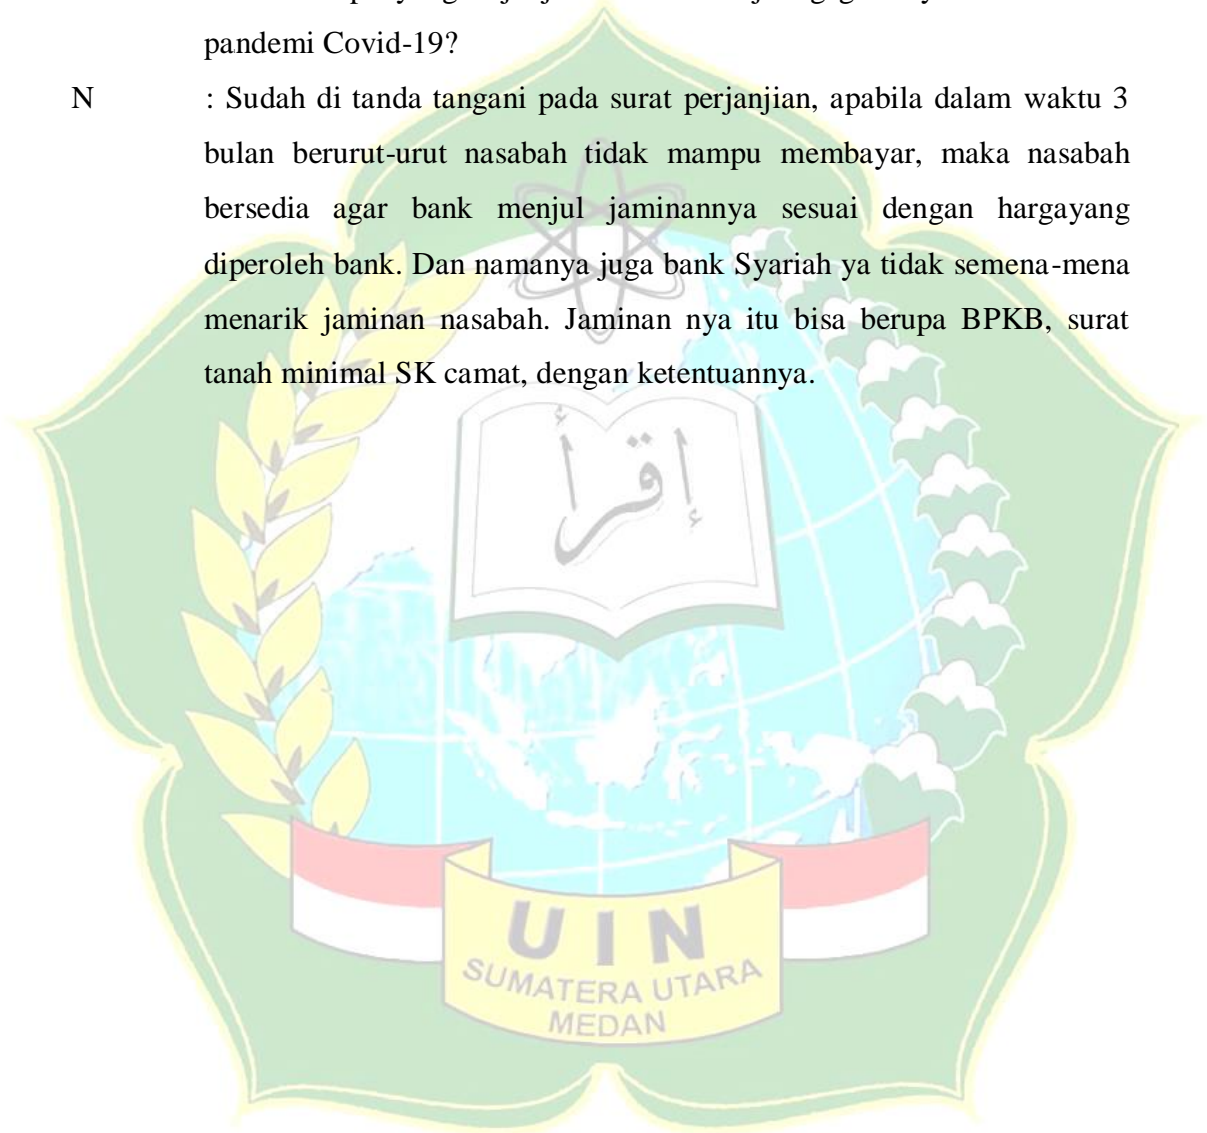 pandemi Covid-19?
N : Sudah di tanda tangani pada surat perjanjian, apabila dalam waktu 3
bulan berurut-urut nasabah tidak mampu membayar, maka nasabah
bersedia agar bank menjul jaminannya sesuai dengan hargayang
diperoleh bank. Dan namanya juga bank Syariah ya tidak semena-mena
menarik jaminan nasabah. Jaminan nya itu bisa berupa BPKB, surat
tanah minimal SK camat, dengan ketentuannya.
إقرأ
UIN
SUMATERA UTARA
MEDAN